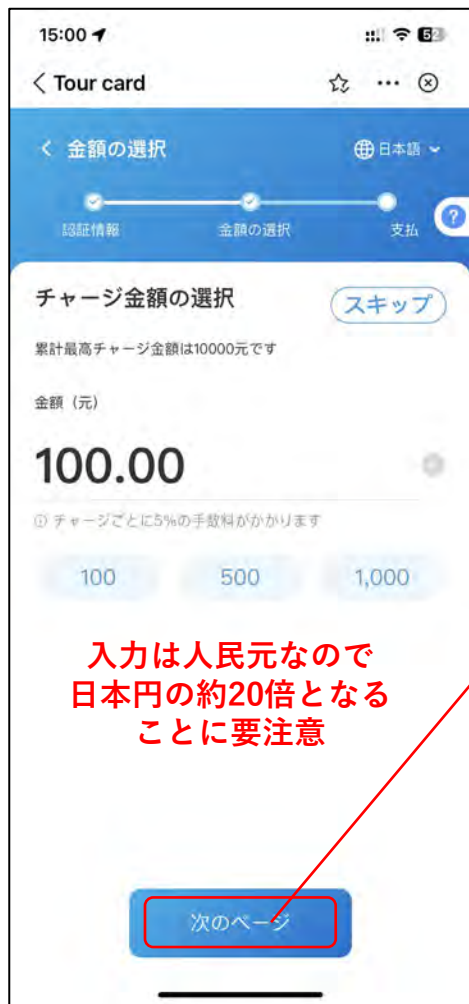 15:00
52
Tour card
金額の選択
日本語
認証情報
金額の選択
支払
?
チャージ金額の選択
スキップ
累計最高チャージ金額は10000元です
金額（元）
100.00
チャージごとに5%の手数料がかかります
100
500
1,000
入力は人民元なので
日本円の約20倍となる
ことに要注意
次のページ